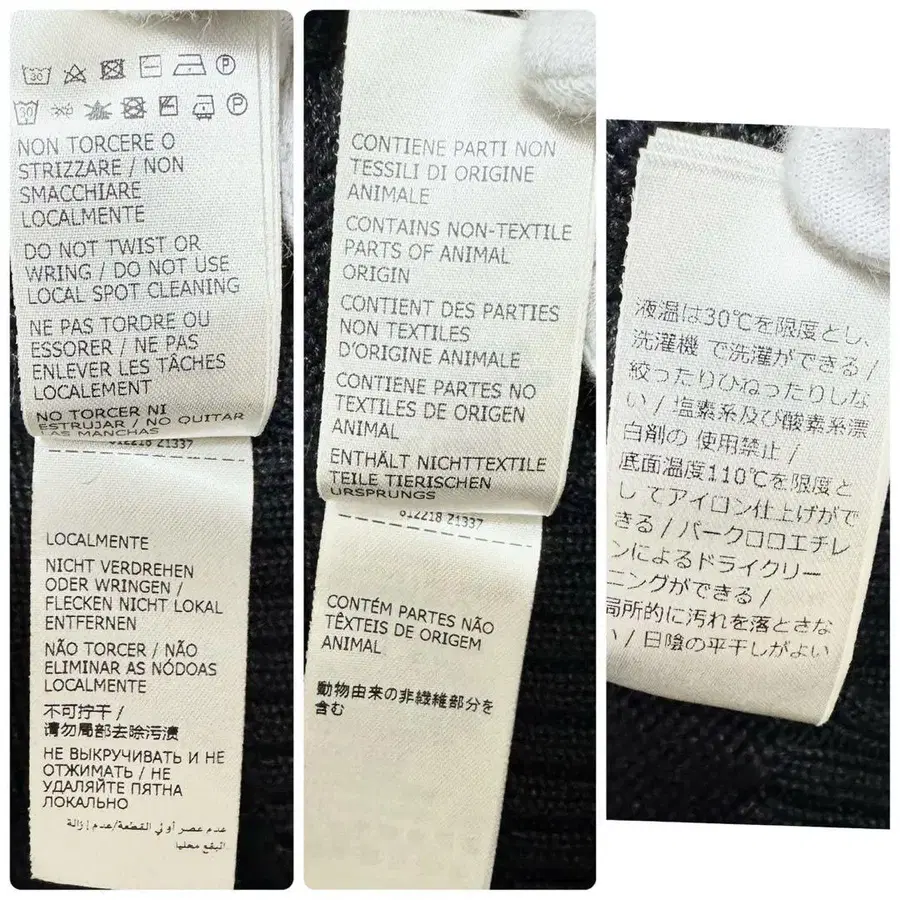 NON TORCERE O
STRIZZARE / NON
SMACCHIARE
LOCALMENTE
DO NOT TWIST OR
WRING / DO NOT USE
LOCAL SPOT CLEANING
NE PAS TORDRE OU
ESSORER / NE PAS
ENLEVER LES TÂCHES
LOCALEMENT
NO TORCER NI
ESTRUJAR / NO QUITAR
LAS MANCHAS
612218 Z1337
LOCALMENTE
NICHT VERDREHEN
ODER WRINGEN /
FLECKEN NICHT LOKAL
ENTFERNEN
NÃO TORCER / NÃO
ELIMINAR AS NÓDOAS
LOCALMENTE
不可拧干 /
请勿局部去除污渍
НЕ ВЫКРУЧИВАТЬ И НЕ
ОТЖИМАТЬ / НЕ
УДАЛЯЙТЕ ПЯТНА
ЛОКАЛЬНО
عدم عصر أولي القطعة/عدم إزالة
البقع محليا
CONTIENE PARTI NON
TESSILI DI ORIGINE
ANIMALE
CONTAINS NON-TEXTILE
PARTS OF ANIMAL
ORIGIN
CONTIENT DES PARTIES
NON TEXTILES
D'ORIGINE ANIMALE
CONTIENE PARTES NO
TEXTILES DE ORIGEN
ANIMAL
ENTHÄLT NICHTTEXTILE
TEILE TIERISCHEN
URSPRUNGS
612218 Z1337
CONTÉM PARTES NÃO
TÊXTEIS DE ORIGEM
ANIMAL
動物由来の非繊維部分を
含む
液温は30℃を限度とし、
洗濯機 で洗濯ができる /
絞ったりひねったりしな
い / 塩素系及び酸素系漂
白剤の 使用禁止 /
底面温度110℃を限度と
し てアイロン仕上げがで
きる / パークロロエチレ
ンによるドライクリー
ニングができる /
局所的に汚れを落とさな
い / 日陰の平干しがよい